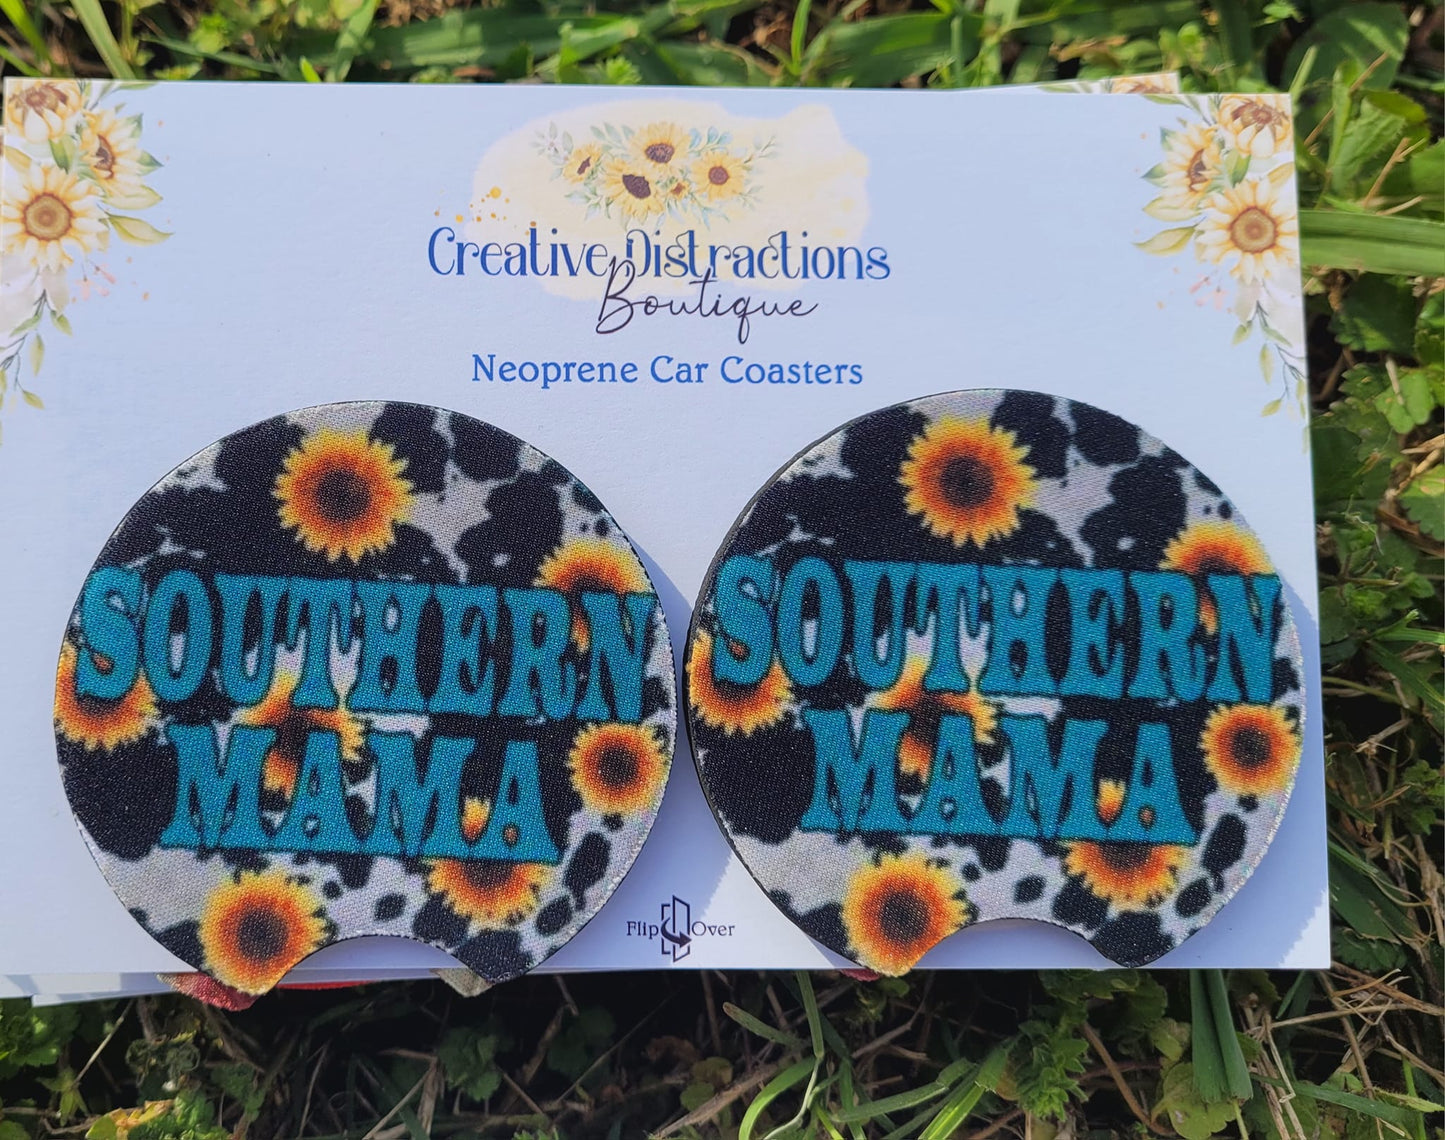 Creative Distractions
Boutique
Neoprene Car Coasters
SOUTHERN
MAMA
SOUTHERN
MAMA
Flip Over